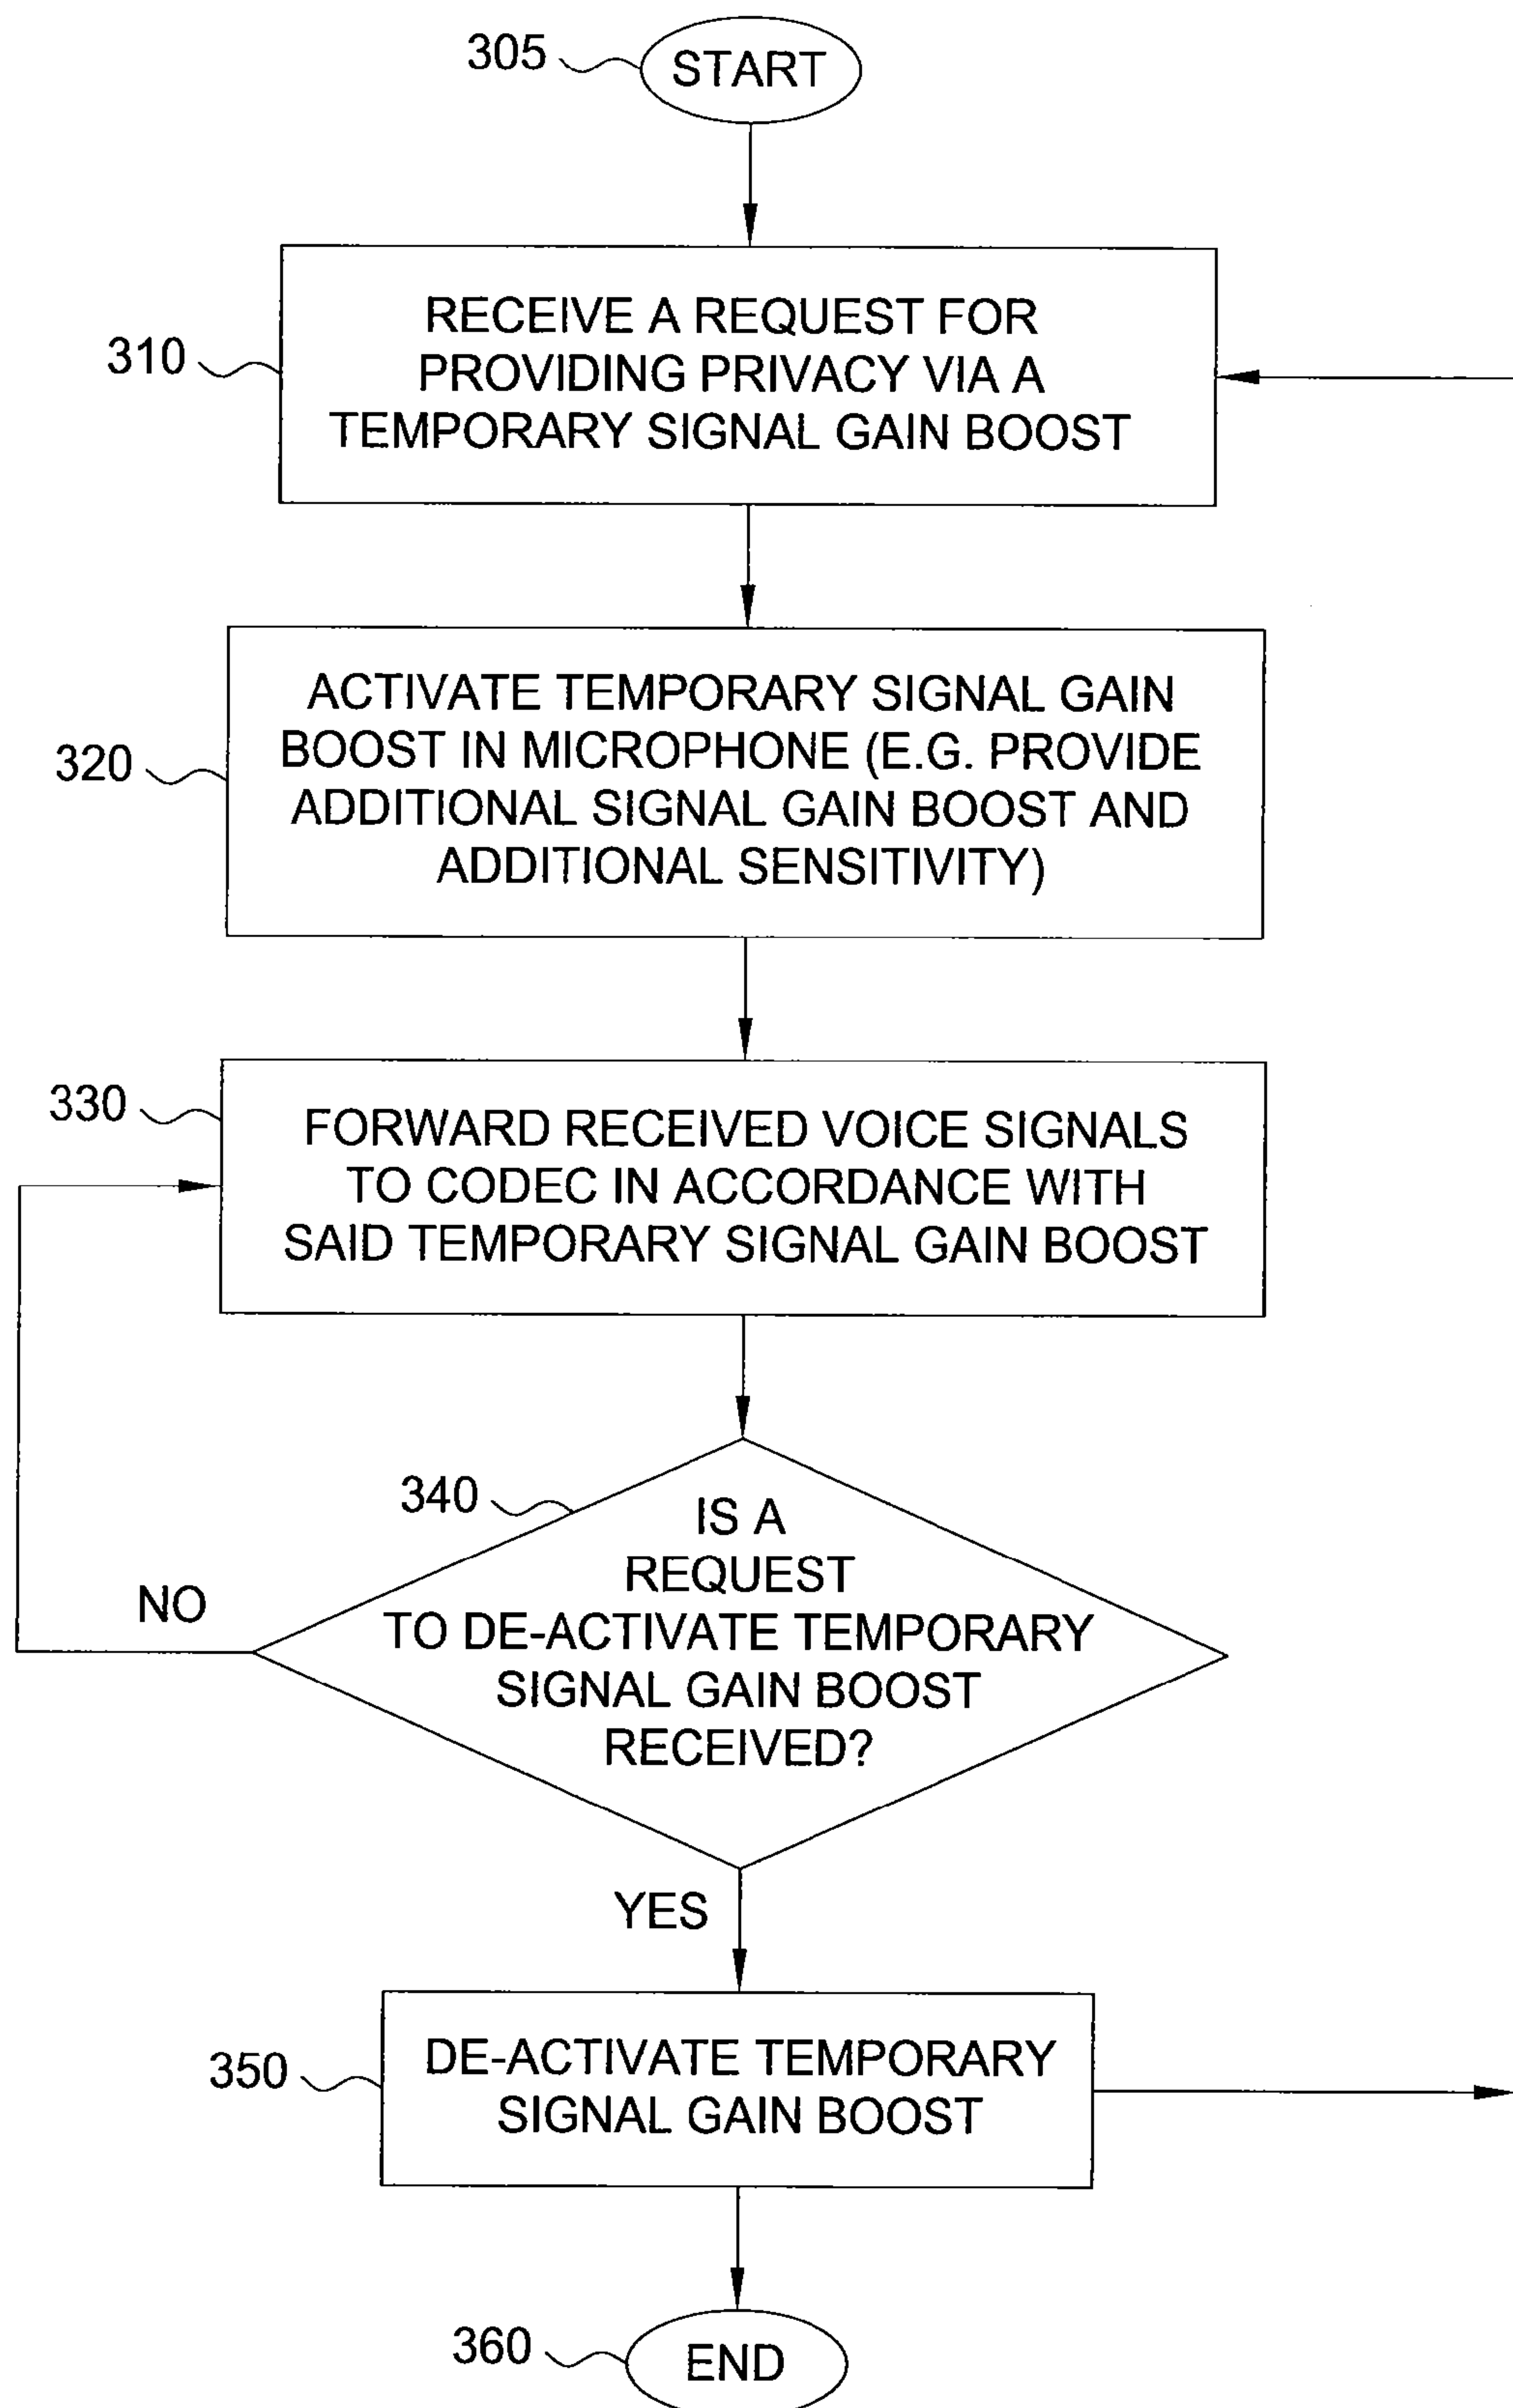 305
START
310
RECEIVE A REQUEST FOR
PROVIDING PRIVACY VIA A
TEMPORARY SIGNAL GAIN BOOST
320
ACTIVATE TEMPORARY SIGNAL GAIN
BOOST IN MICROPHONE (E.G. PROVIDE
ADDITIONAL SIGNAL GAIN BOOST AND
ADDITIONAL SENSITIVITY)
330
FORWARD RECEIVED VOICE SIGNALS
TO CODEC IN ACCORDANCE WITH
SAID TEMPORARY SIGNAL GAIN BOOST
340
IS A
REQUEST
TO DE-ACTIVATE TEMPORARY
SIGNAL GAIN BOOST
RECEIVED?
NO
YES
350
DE-ACTIVATE TEMPORARY
SIGNAL GAIN BOOST
360
END